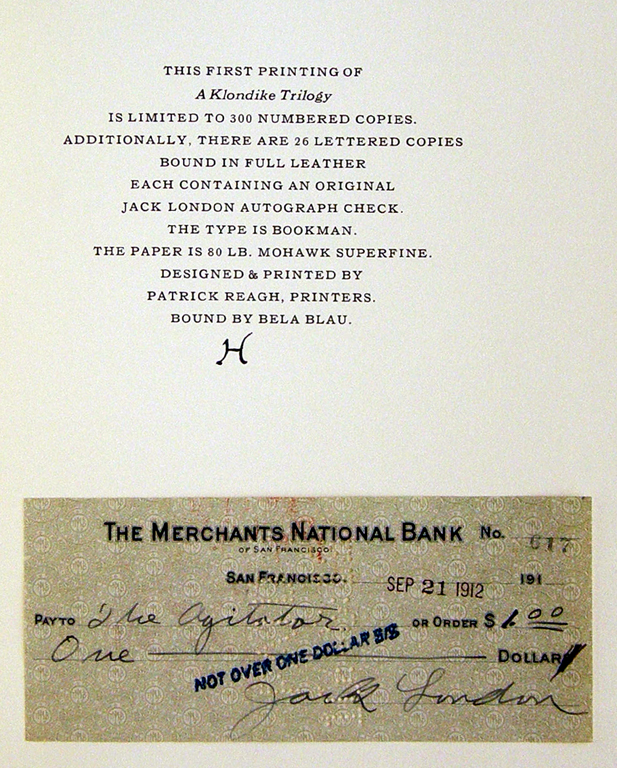 THIS FIRST PRINTING OF
A Klondike Trilogy
IS LIMITED TO 300 NUMBERED COPIES.
ADDITIONALLY, THERE ARE 26 LETTERED COPIES
BOUND IN FULL LEATHER
EACH CONTAINING AN ORIGINAL
JACK LONDON AUTOGRAPH CHECK.
THE TYPE IS BOOKMAN.
THE PAPER IS 80 LB. MOHAWK SUPERFINE.
DESIGNED & PRINTED BY
PATRICK REAGH, PRINTERS.
BOUND BY BELA BLAU.
H
THE MERCHANTS NATIONAL BANK No.
OF SAN FRANCISCO
SAN FRANCISCO. SEP 21 1912 191
PAY TO The Agitator OR ORDER $ 1.00
One DOLLAR
NOT OVER ONE DOLLAR $1$
Jack London